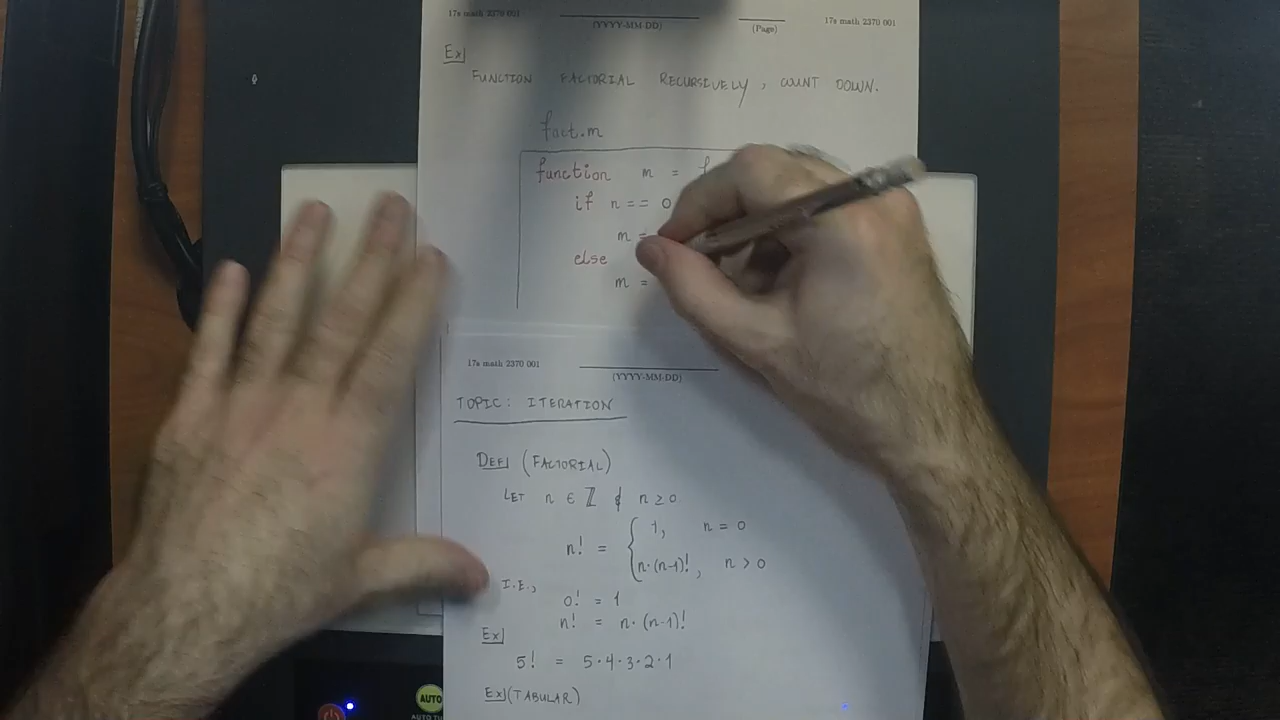 17s math 2370 001
(YYYY-MM-DD)
(Page)
17s math 2370 001
Ex
FUNCTION FACTORIAL RECURSIVELY, COUNT DOWN.
fact.m
function m = f
if n == 0
m =
else
m =
17s math 2370 001
(YYYY-MM-DD)
TOPIC: ITERATION
DEF (FACTORIAL)
LET n ∈ ℤ & n ≥ 0
n! = { 1, n = 0
n·(n-1)!, n > 0
I.E.,
0! = 1
n! = n·(n-1)!
Ex
5! = 5·4·3·2·1
Ex (TABULAR)
AUTO